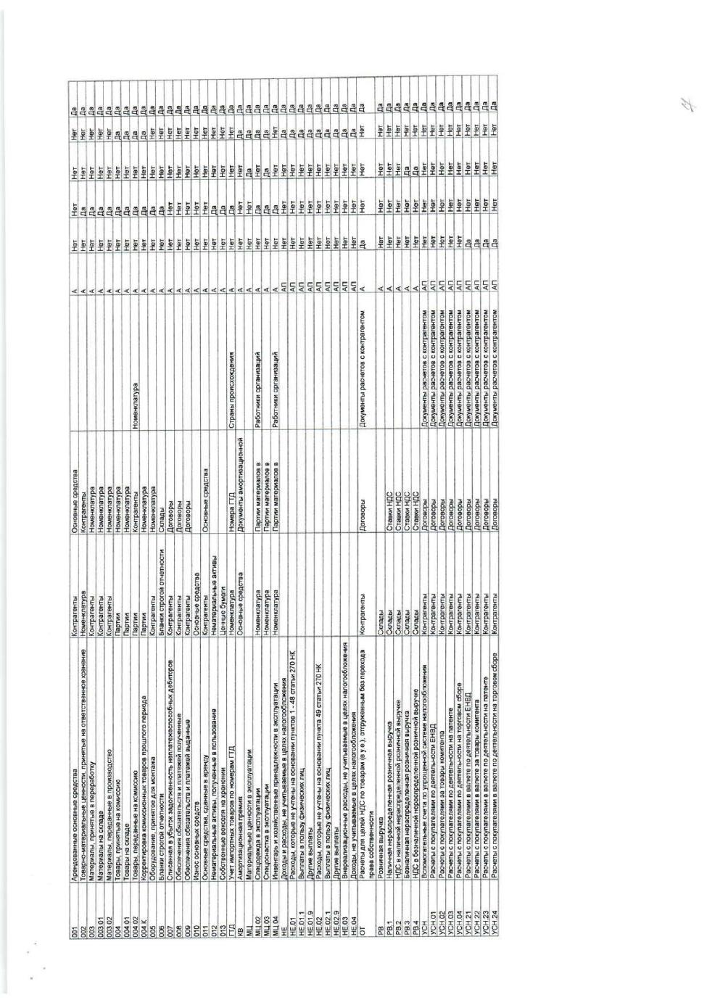 001 Арендованные основные средства Контрагенты Основные средства А Нет Нет Нет Нет Да
002 Товарно-материальные ценности, принятые на ответственное хранение Номенклатура Контрагенты А Нет Да Нет Нет Да
003 Материалы, принятые в переработку Контрагенты Номенклатура А Нет Да Нет Нет Да
003.01 Материалы на складе Контрагенты Номенклатура А Нет Да Нет Нет Да
003.02 Материалы, переданные в производство Контрагенты Номенклатура А Нет Да Нет Нет Да
004 Товары, принятые на комиссию Партии Номенклатура А Нет Да Нет Да Да
004.01 Товары на складе Партии Номенклатура А Нет Да Нет Да Да
004.02 Товары, переданные на комиссию Партии Контрагенты Номенклатура А Нет Да Нет Да Да
004.К Корректировка комиссионных товаров прошлого периода Партии Номенклатура А Нет Да Нет Да Да
005 Оборудование, принятое для монтажа Контрагенты Номенклатура А Нет Да Нет Нет Да
006 Бланки строгой отчетности Бланки строгой отчетности Склады А Нет Да Нет Нет Да
007 Списанная в убыток задолженность неплатежеспособных дебиторов Контрагенты Договоры А Нет Нет Нет Нет Да
008 Обеспечения обязательств и платежей полученные Контрагенты Договоры А Нет Нет Нет Нет Да
009 Обеспечения обязательств и платежей выданные Контрагенты Договоры А Нет Нет Нет Нет Да
010 Износ основных средств Основные средства А Нет Нет Нет Нет Да
011 Основные средства, сданные в аренду Контрагенты Основные средства А Нет Нет Нет Нет Да
012 Нематериальные активы, полученные в пользование Нематериальные активы А Нет Да Нет Нет Да
013 Собственные векселя на хранении Ценные бумаги А Нет Да Нет Нет Да
ГТД Учет импортных товаров по номерам ГТД Номенклатура Номера ГТД Страны происхождения А Нет Да Нет Нет Да
КВ Амортизационная премия Основные средства Документы амортизационной А Нет Нет Нет Да Да
МЦ Материальные ценности в эксплуатации А Нет Нет Да Да Да
МЦ.02 Спецодежда в эксплуатации Номенклатура Партии материалов в Работники организаций А Нет Да Нет Да Да
МЦ.03 Спецоснастка в эксплуатации Номенклатура Партии материалов в А Нет Да Да Да Да
МЦ.04 Инвентарь и хозяйственные принадлежности в эксплуатации Номенклатура Партии материалов в Работники организаций А Нет Да Нет Нет Да
НЕ Доходы и расходы, не учитываемые в целях налогообложения АП Нет Нет Нет Да Да
НЕ.01 Расходы, которые не учтены на основании пунктов 1 - 48 статьи 270 НК АП Нет Нет Нет Да Да
НЕ.01.1 Выплаты в пользу физических лиц АП Нет Нет Нет Да Да
НЕ.01.9 Другие выплаты АП Нет Нет Нет Да Да
НЕ.02 Расходы, которые не учтены на основании пункта 49 статьи 270 НК АП Нет Нет Нет Да Да
НЕ.02.1 Выплаты в пользу физических лиц АП Нет Нет Нет Да Да
НЕ.02.9 Другие выплаты АП Нет Нет Нет Да Да
НЕ.03 Внереализационные расходы, не учитываемые в целях налогообложения АП Нет Нет Нет Да Да
НЕ.04 Доходы, не учитываемые в целях налогообложения АП Нет Нет Нет Да Да
ОТ Расчеты для целей НДС по товарам (в у.е.), отгруженным без перехода Контрагенты Договоры Документы расчетов с контрагентом А Да Нет Нет Нет Да
права собственности
РВ Розничная выручка Склады А Нет Нет Нет Нет Да
РВ.1 Наличная нераспределенная розничная выручка Склады Ставки НДС А Нет Нет Нет Нет Да
РВ.2 НДС в наличной нераспределенной розничной выручке Склады Ставки НДС А Нет Нет Нет Нет Да
РВ.3 Безналичная нераспределенная розничная выручка Склады Ставки НДС А Нет Нет Да Нет Да
РВ.4 НДС в безналичной нераспределенной розничной выручке Склады Ставки НДС А Нет Нет Да Нет Да
УСН Вспомогательные счета по упрощенной системе налогообложения Контрагенты Договоры Документы расчетов с контрагентом АП Нет Нет Нет Нет Да
УСН.01 Расчеты с покупателями по деятельности ЕНВД Контрагенты Договоры Документы расчетов с контрагентом АП Нет Нет Нет Нет Да
УСН.02 Расчеты с покупателями за товары комитента Контрагенты Договоры Документы расчетов с контрагентом АП Нет Нет Нет Нет Да
УСН.03 Расчеты с покупателями по деятельности на патенте Контрагенты Договоры Документы расчетов с контрагентом АП Нет Нет Нет Нет Да
УСН.04 Расчеты с покупателями по деятельности на торговом сборе Контрагенты Договоры Документы расчетов с контрагентом АП Нет Нет Нет Нет Да
УСН.21 Расчеты с покупателями в валюте по деятельности ЕНВД Контрагенты Договоры Документы расчетов с контрагентом АП Да Нет Нет Нет Да
УСН.22 Расчеты с покупателями в валюте за товары комитента Контрагенты Договоры Документы расчетов с контрагентом АП Да Нет Нет Нет Да
УСН.23 Расчеты с покупателями в валюте по деятельности на патенте Контрагенты Договоры Документы расчетов с контрагентом АП Да Нет Нет Нет Да
УСН.24 Расчеты с покупателями в валюте по деятельности на торговом сборе Контрагенты Договоры Документы расчетов с контрагентом АП Да Нет Нет Нет Да